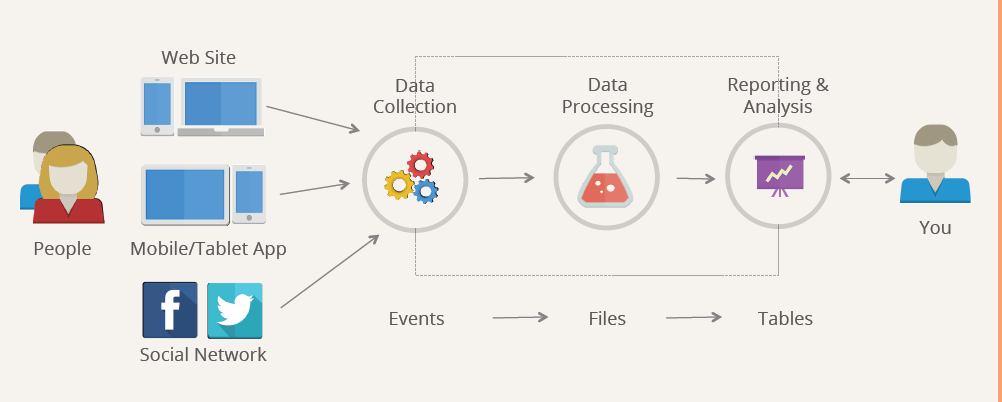 Web Site
Data
Collection
Data
Processing
Reporting &
Analysis
People
Mobile/Tablet App
You
f
Social Network
Events
Files
Tables